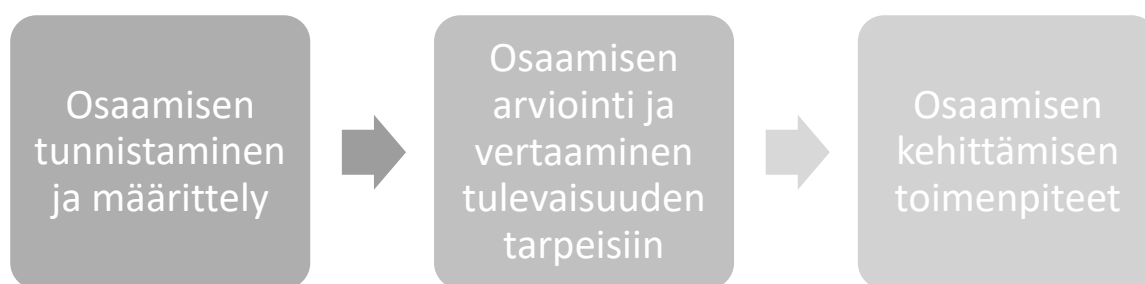 Osaamisen
tunnistaminen
ja määrittely
Osaamisen
arviointi ja
vertaaminen
tulevaisuuden
tarpeisiin
Osaamisen
kehittämisen
toimenpiteet